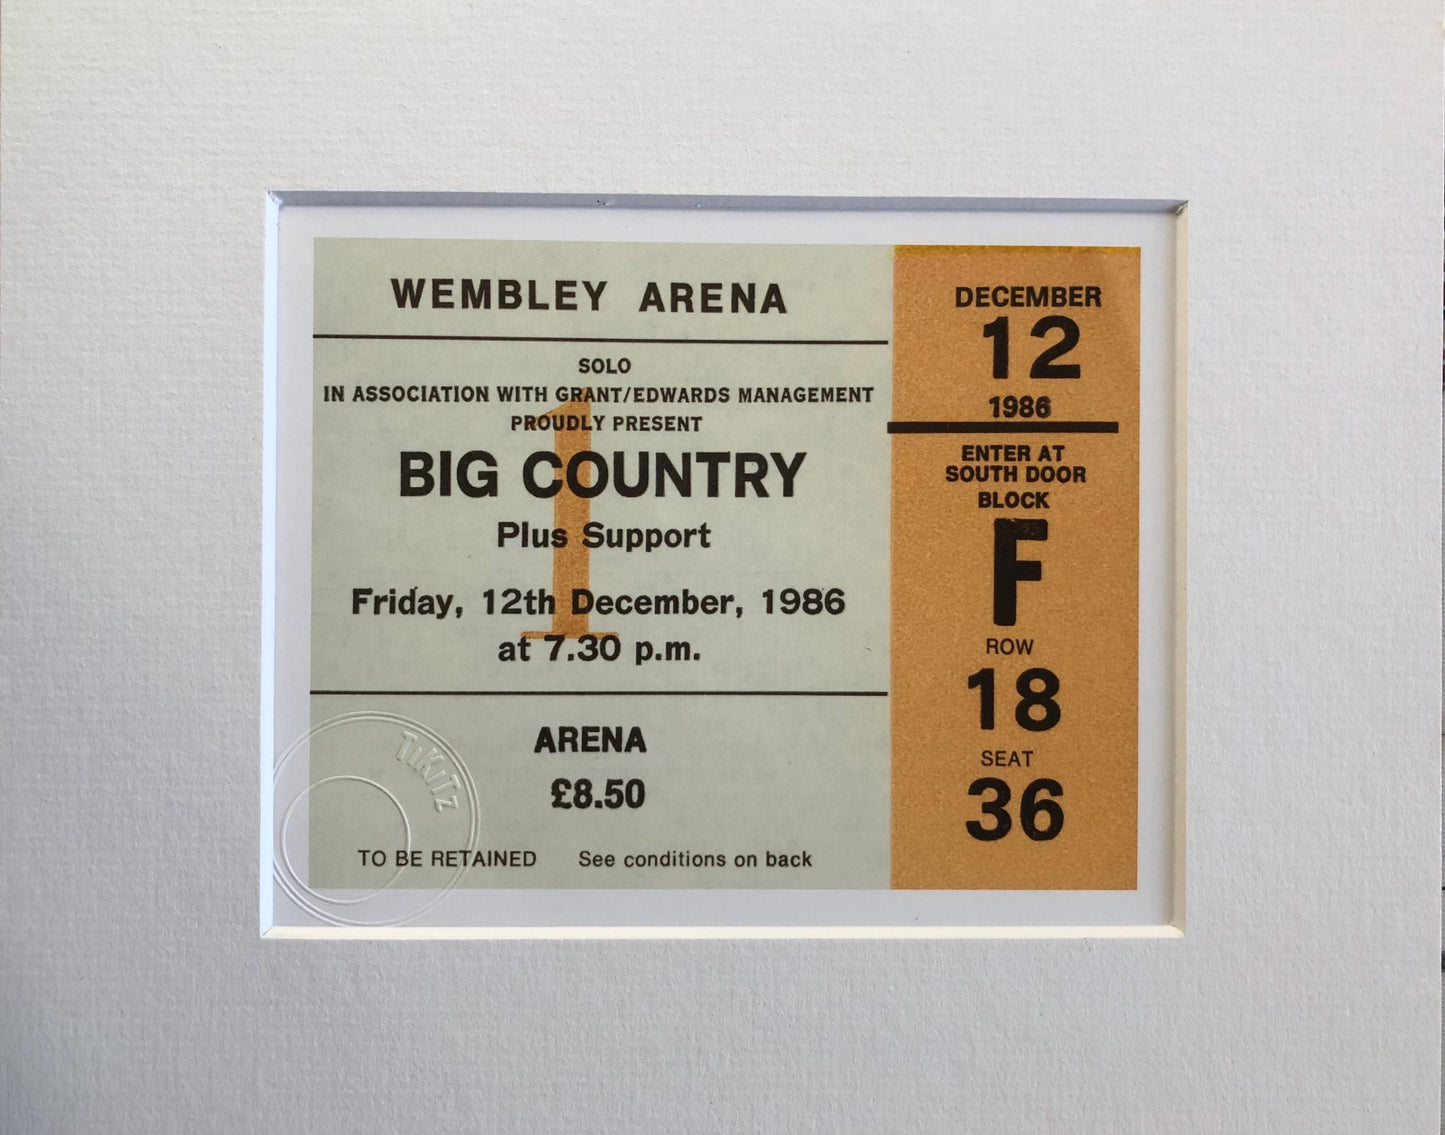 WEMBLEY ARENA
SOLO
IN ASSOCIATION WITH GRANT/EDWARDS MANAGEMENT
PROUDLY PRESENT
1
BIG COUNTRY
Plus Support
Friday, 12th December, 1986
at 7.30 p.m.
ARENA
£8.50
TO BE RETAINED See conditions on back
TiKiTz
DECEMBER
12
1986
ENTER AT
SOUTH DOOR
BLOCK
F
ROW
18
SEAT
36